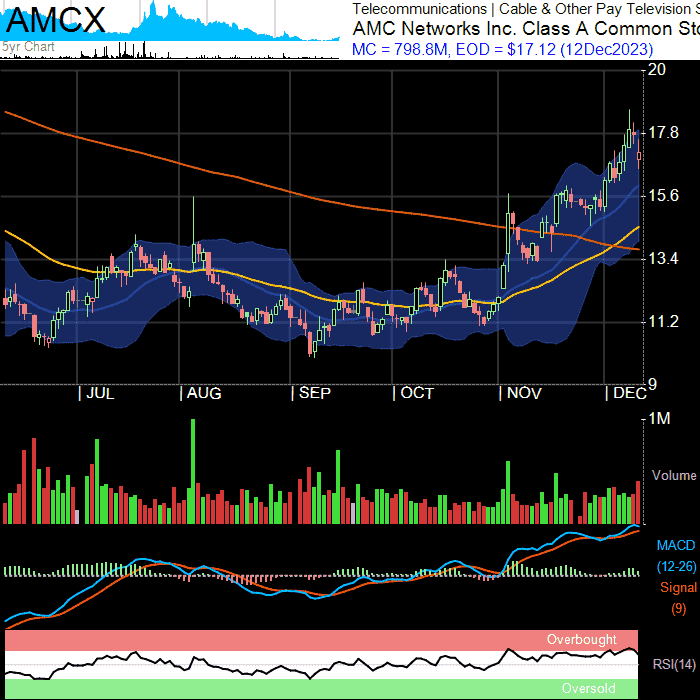 AMCX
5yr Chart
Telecommunications | Cable & Other Pay Television S
AMC Networks Inc. Class A Common Sto
MC = 798.8M, EOD = $17.12 (12Dec2023)
20
17.8
15.6
13.4
11.2
9
| JUL | AUG | SEP | OCT | NOV | DEC
1M
Volume
MACD
(12-26)
Signal
(9)
Overbought
RSI(14)
Oversold